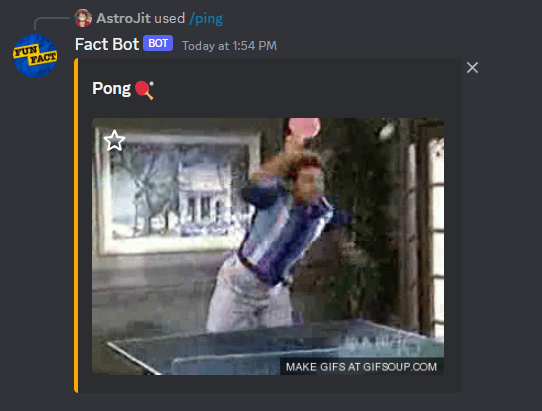 AstroJit used /ping
FUN
FACT
Fact Bot BOT Today at 1:54 PM
Pong 🏓
MAKE GIFS AT GIFSOUP.COM